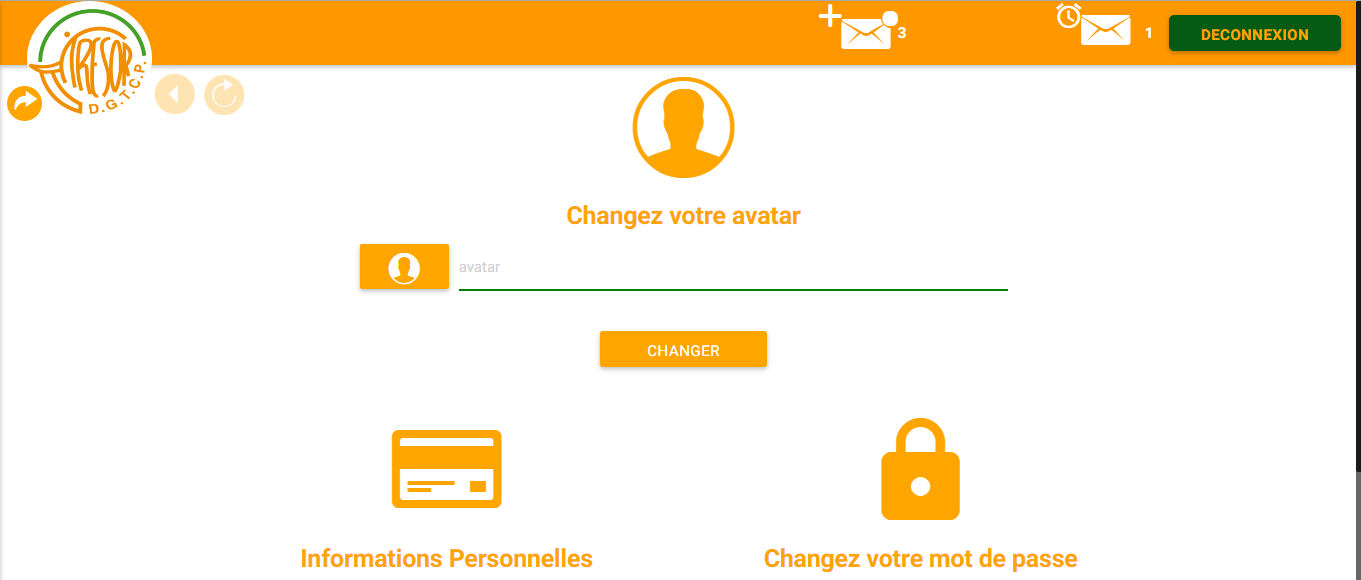 3
1
DECONNEXION
TRESOR
D.G.T.C.P.
Changez votre avatar
avatar
CHANGER
Informations Personnelles
Changez votre mot de passe